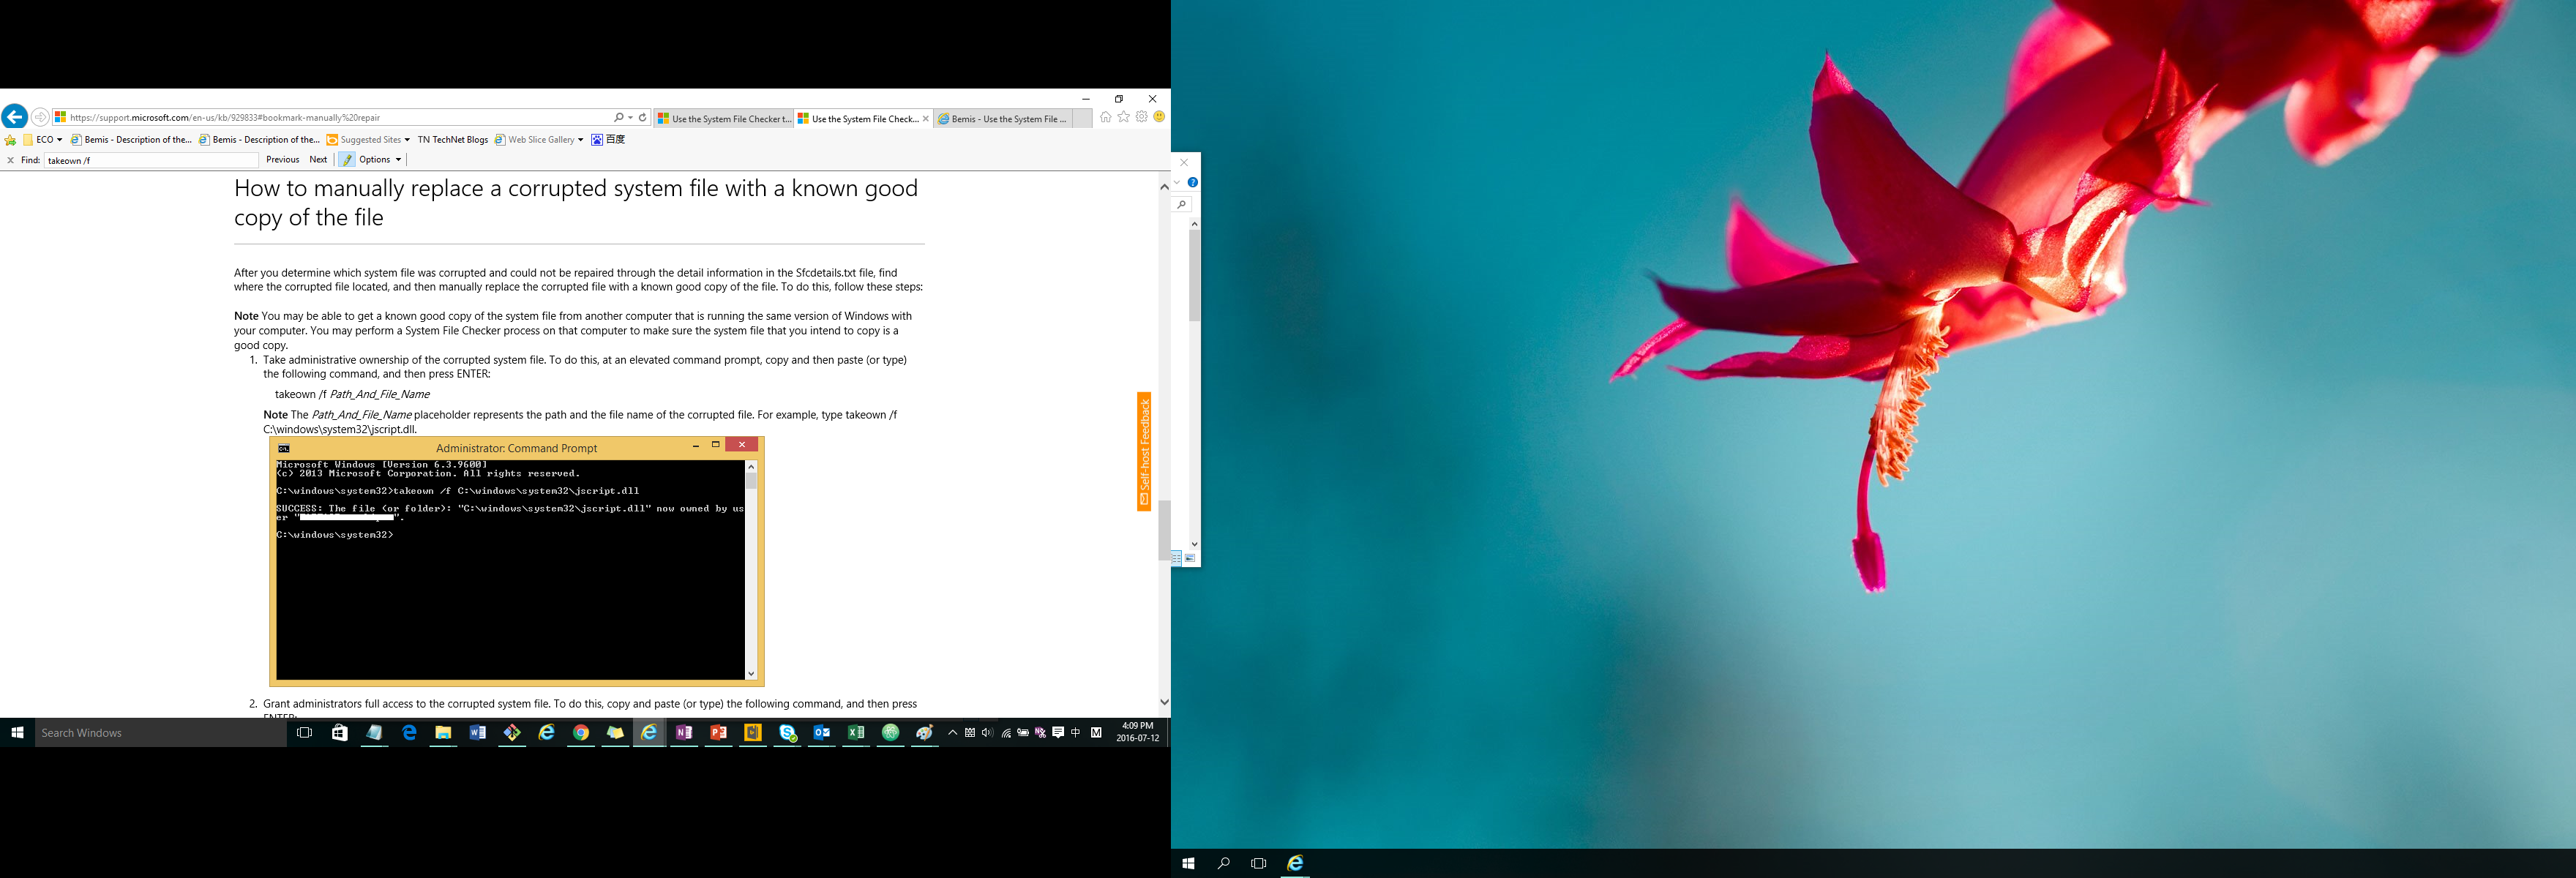 https://support.microsoft.com/en-us/kb/929833#bookmark-manually%20repair
Use the System File Checker t...
Use the System File Check...
Bemis - Use the System File ...
ECO
Bemis - Description of the...
Bemis - Description of the...
Suggested Sites
TN TechNet Blogs
Web Slice Gallery
百度
x Find: takeown /f
Previous
Next
Options
How to manually replace a corrupted system file with a known good
copy of the file
After you determine which system file was corrupted and could not be repaired through the detail information in the Sfcdetails.txt file, find
where the corrupted file located, and then manually replace the corrupted file with a known good copy of the file. To do this, follow these steps:
Note You may be able to get a known good copy of the system file from another computer that is running the same version of Windows with
your computer. You may perform a System File Checker process on that computer to make sure the system file that you intend to copy is a
good copy.
1. Take administrative ownership of the corrupted system file. To do this, at an elevated command prompt, copy and then paste (or type)
the following command, and then press ENTER:
takeown /f Path_And_File_Name
Note The Path_And_File_Name placeholder represents the path and the file name of the corrupted file. For example, type takeown /f
C:\windows\system32\jscript.dll.
Administrator: Command Prompt
Microsoft Windows [Version 6.3.9600]
(c) 2013 Microsoft Corporation. All rights reserved.
C:\windows\system32>takeown /f C:\windows\system32\jscript.dll
SUCCESS: The file (or folder): "C:\windows\system32\jscript.dll" now owned by us
er "".
C:\windows\system32>
2. Grant administrators full access to the corrupted system file. To do this, copy and paste (or type) the following command, and then press
ENTER:
Self-host Feedback
Search Windows
中
M
4:09 PM
2016-07-12